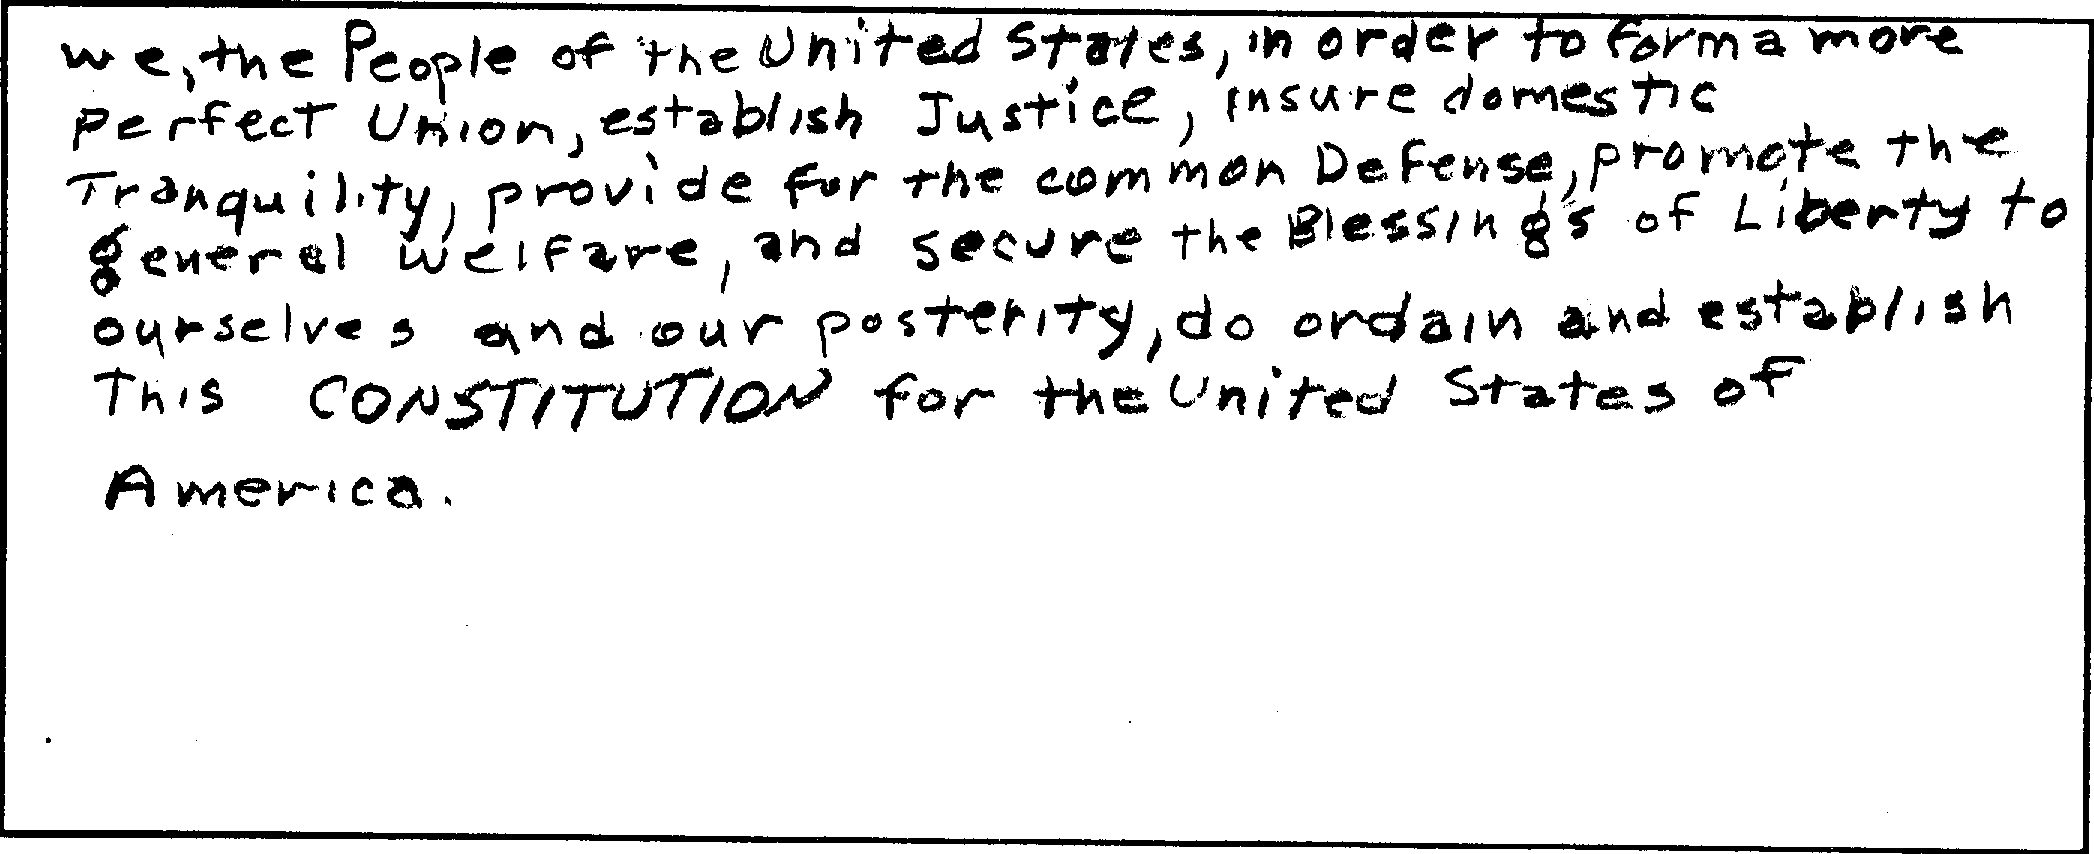 we, the People of the United States, in order to form a more
perfect Union, establish Justice, insure domestic
Tranquility, provide for the common Defense, promote the
general welfare, and secure the Blessings of Liberty to
ourselves and our posterity, do ordain and establish
This CONSTITUTION for the United States of
America.